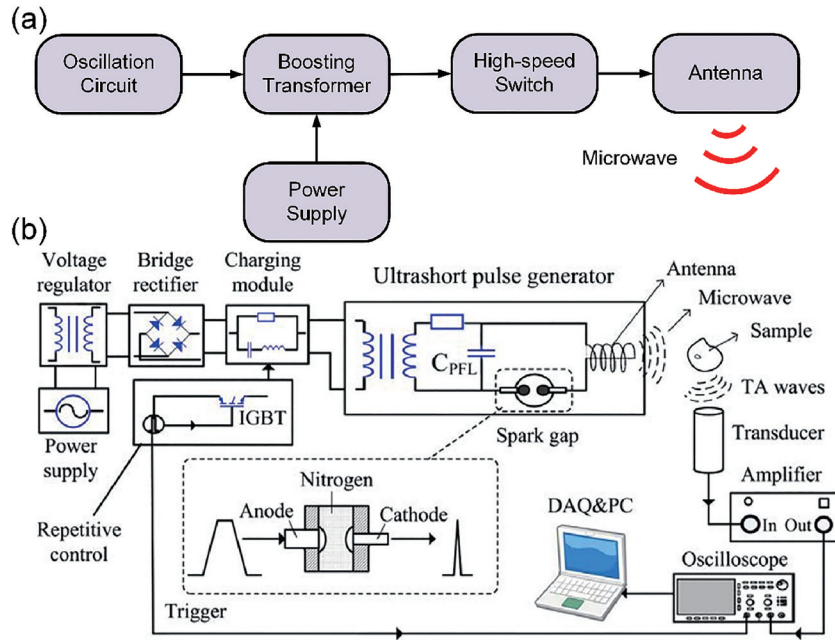 (a)
Oscillation
Circuit
Boosting
Transformer
High-speed
Switch
Antenna
Microwave
Power
Supply
(b)
Voltage
regulator
Bridge
rectifier
Charging
module
Ultrashort pulse generator
Antenna
Microwave
Sample
C_PFL
TA waves
IGBT
Spark gap
Transducer
Power
supply
Amplifier
Nitrogen
Anode
Cathode
DAQ&PC
In Out
Repetitive
control
Oscilloscope
Trigger